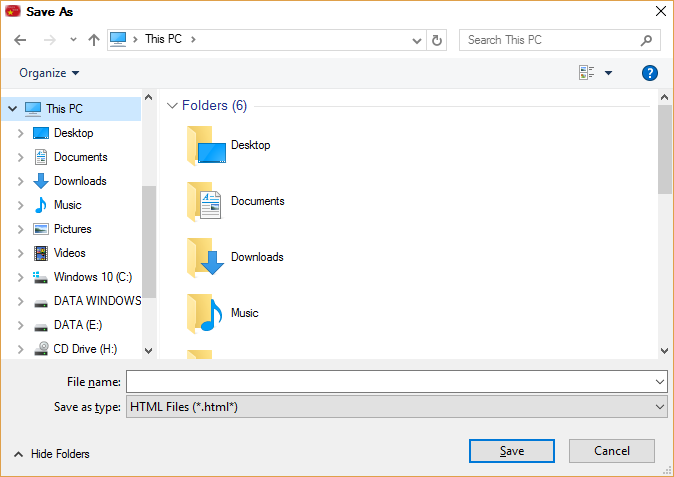 Save As
This PC
Search This PC
Organize
?
This PC
Desktop
Documents
Downloads
Music
Pictures
Videos
Windows 10 (C:)
DATA WINDOWS
DATA (E:)
CD Drive (H:)
Folders (6)
Desktop
Documents
Downloads
Music
File name:
Save as type: HTML Files (*.html*)
Hide Folders
Save
Cancel